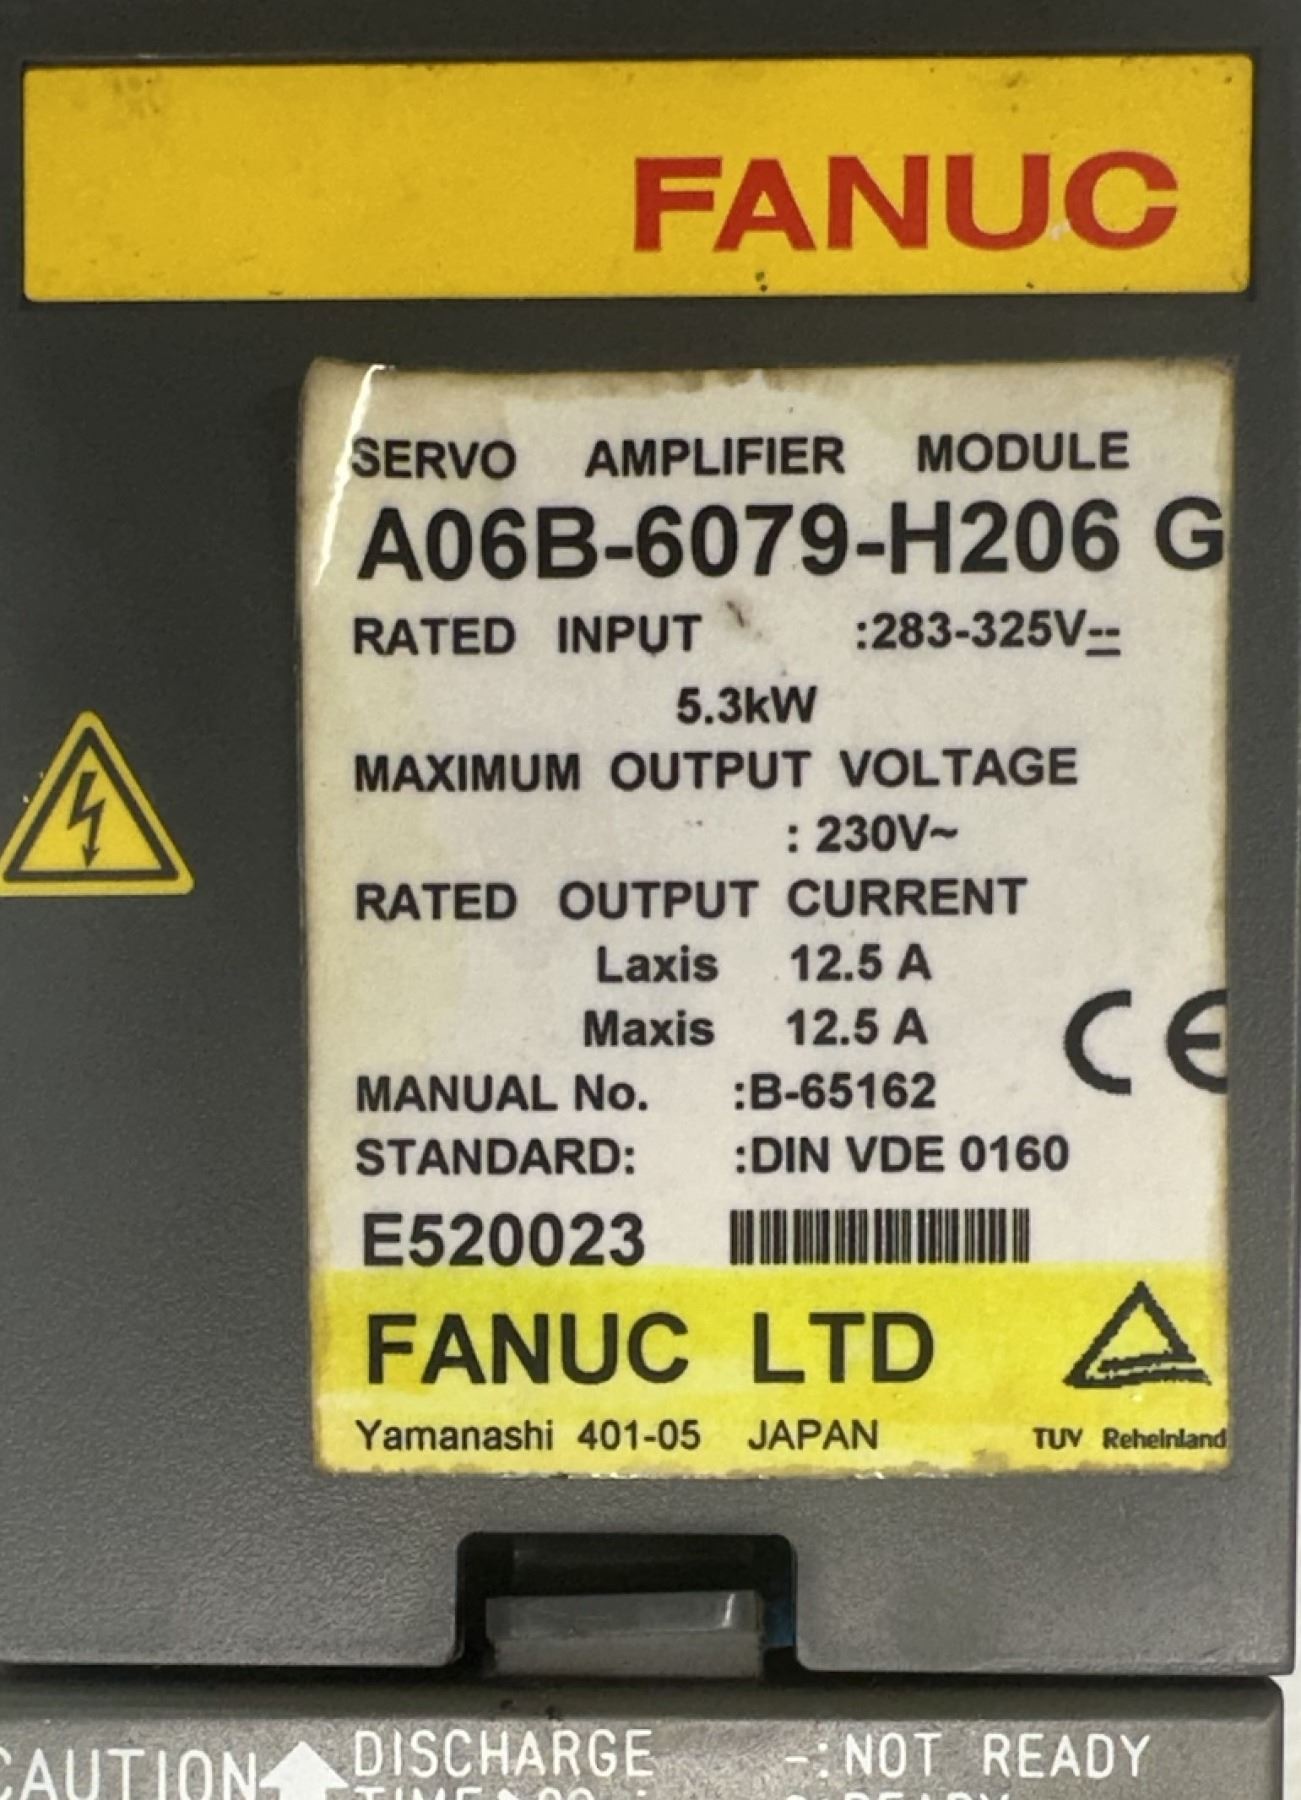 FANUC
SERVO AMPLIFIER MODULE
A06B-6079-H206 G
RATED INPUT :283-325V⎓
5.3kW
MAXIMUM OUTPUT VOLTAGE
: 230V~
RATED OUTPUT CURRENT
Laxis 12.5 A
Maxis 12.5 A
CE
MANUAL No. :B-65162
STANDARD: :DIN VDE 0160
E520023
FANUC LTD
Yamanashi 401-05 JAPAN
TUV Reheinland
CAUTION DISCHARGE -:NOT READY